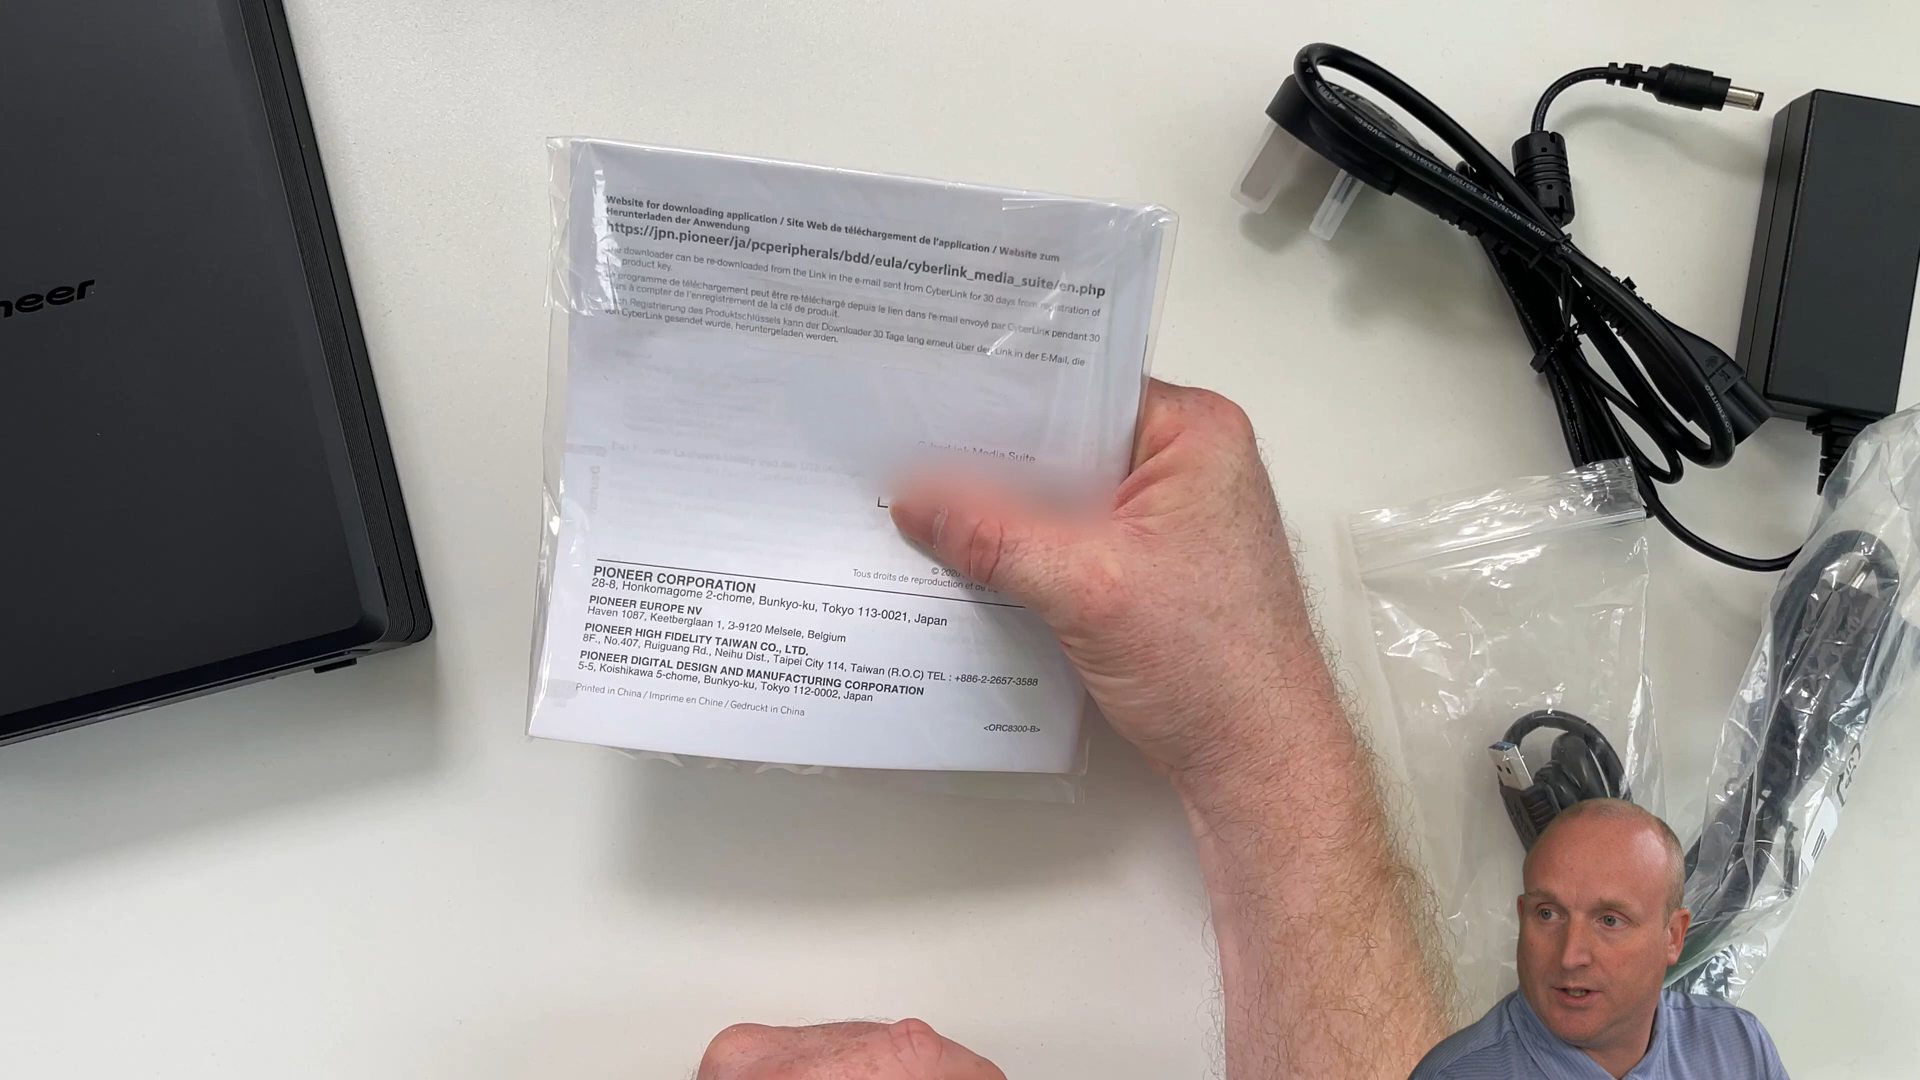 neer
Website for downloading application / Site Web de téléchargement de l'application / Website zum
Herunterladen der Anwendung
https://jpn.pioneer/ja/pcperipherals/bdd/eula/cyberlink_media_suite/en.php
downloader can be re-downloaded from the Link in the e-mail sent from CyberLink for 30 days from registration of
product key.
programme de téléchargement peut être re-téléchargé depuis le lien dans l'e-mail envoyé par CyberLink pendant 30
à compter de l'enregistrement de la clé de produit.
Registrierung des Produktschlüssels kann der Downloader 30 Tage lang erneut über den Link in der E-Mail, die
von CyberLink gesendet wurde, heruntergeladen werden.
CyberLink Media Suite
© 2020
Tous droits de reproduction et de
PIONEER CORPORATION
28-8, Honkomagome 2-chome, Bunkyo-ku, Tokyo 113-0021, Japan
PIONEER EUROPE NV
Haven 1087, Keetberglaan 1, B-9120 Melsele, Belgium
PIONEER HIGH FIDELITY TAIWAN CO., LTD.
8F., No.407, Ruiguang Rd., Neihu Dist., Taipei City 114, Taiwan (R.O.C) TEL : +886-2-2657-3588
PIONEER DIGITAL DESIGN AND MANUFACTURING CORPORATION
5-5, Koishikawa 5-chome, Bunkyo-ku, Tokyo 112-0002, Japan
Printed in China / Imprimé en Chine / Gedruckt in China
<ORC8300-B>